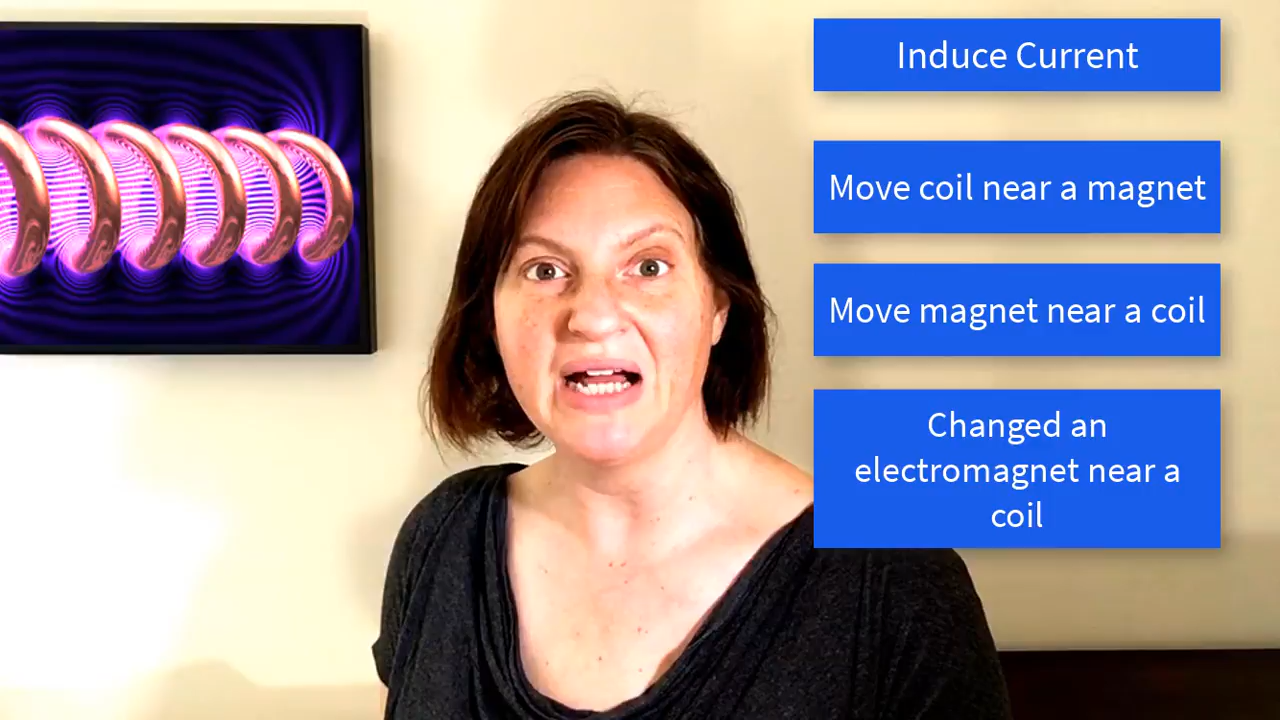 Induce Current
Move coil near a magnet
Move magnet near a coil
Changed an
electromagnet near a
coil